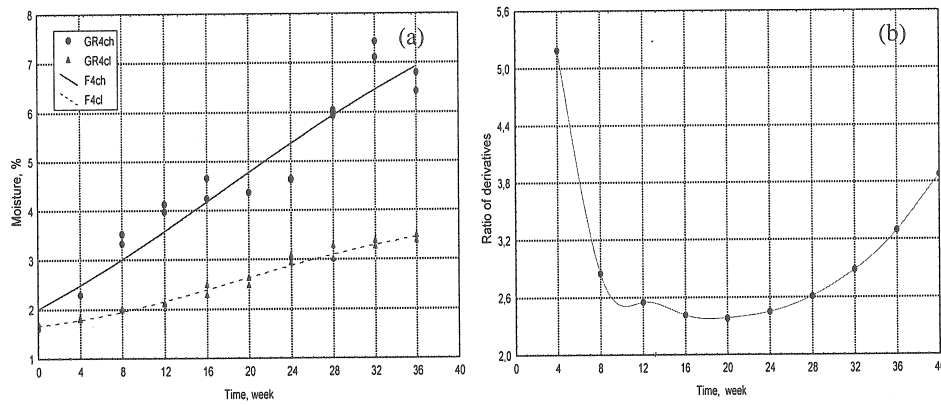 (a)
GR4ch
GR4cl
F4ch
F4cl
8
7
6
5
4
3
2
1
Moisture, %
0 4 8 12 16 20 24 28 32 36 40
Time, week
(b)
5,6
5,0
4,4
3,8
3,2
2,6
2,0
Ratio of derivatives
0 4 8 12 16 20 24 28 32 36 40
Time, week